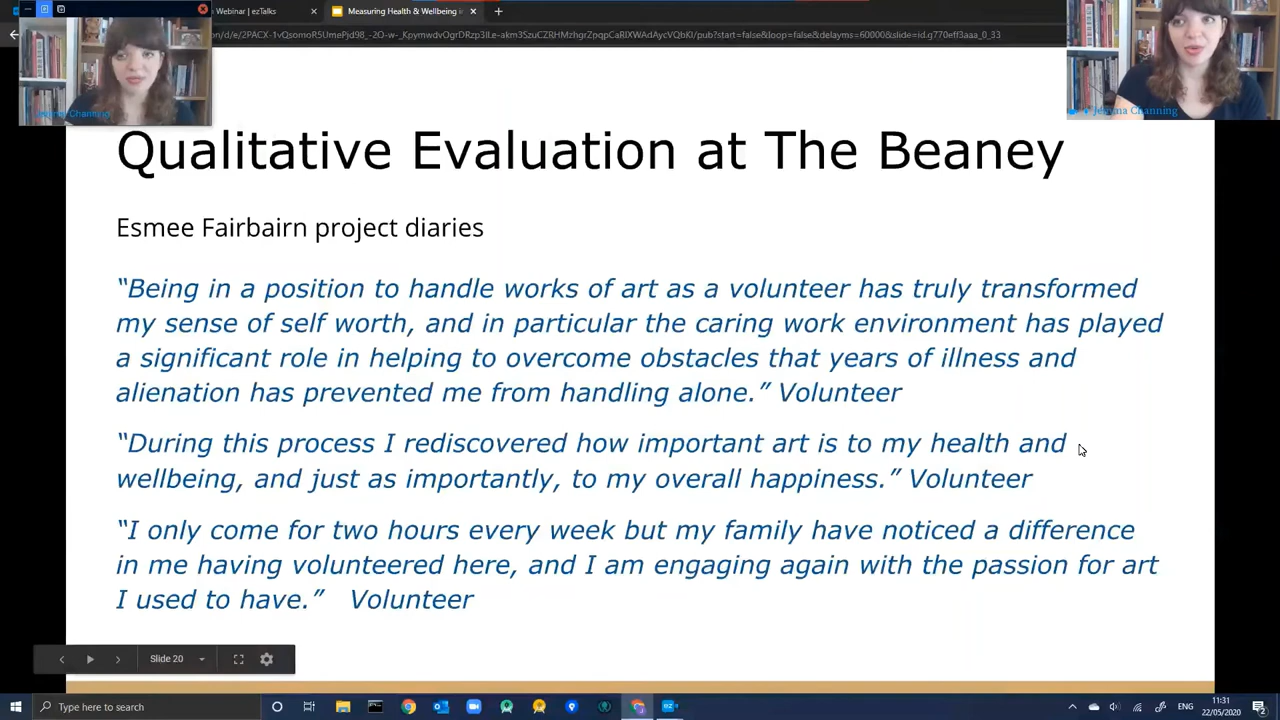 Webinar | ezTalks
Measuring Health & Wellbeing in
Qualitative Evaluation at The Beaney
Esmee Fairbairn project diaries
“Being in a position to handle works of art as a volunteer has truly transformed
my sense of self worth, and in particular the caring work environment has played
a significant role in helping to overcome obstacles that years of illness and
alienation has prevented me from handling alone.” Volunteer
“During this process I rediscovered how important art is to my health and
wellbeing, and just as importantly, to my overall happiness.” Volunteer
“I only come for two hours every week but my family have noticed a difference
in me having volunteered here, and I am engaging again with the passion for art
I used to have.” Volunteer
Slide 20
Type here to search
ENG
11:31
22/05/2020
2